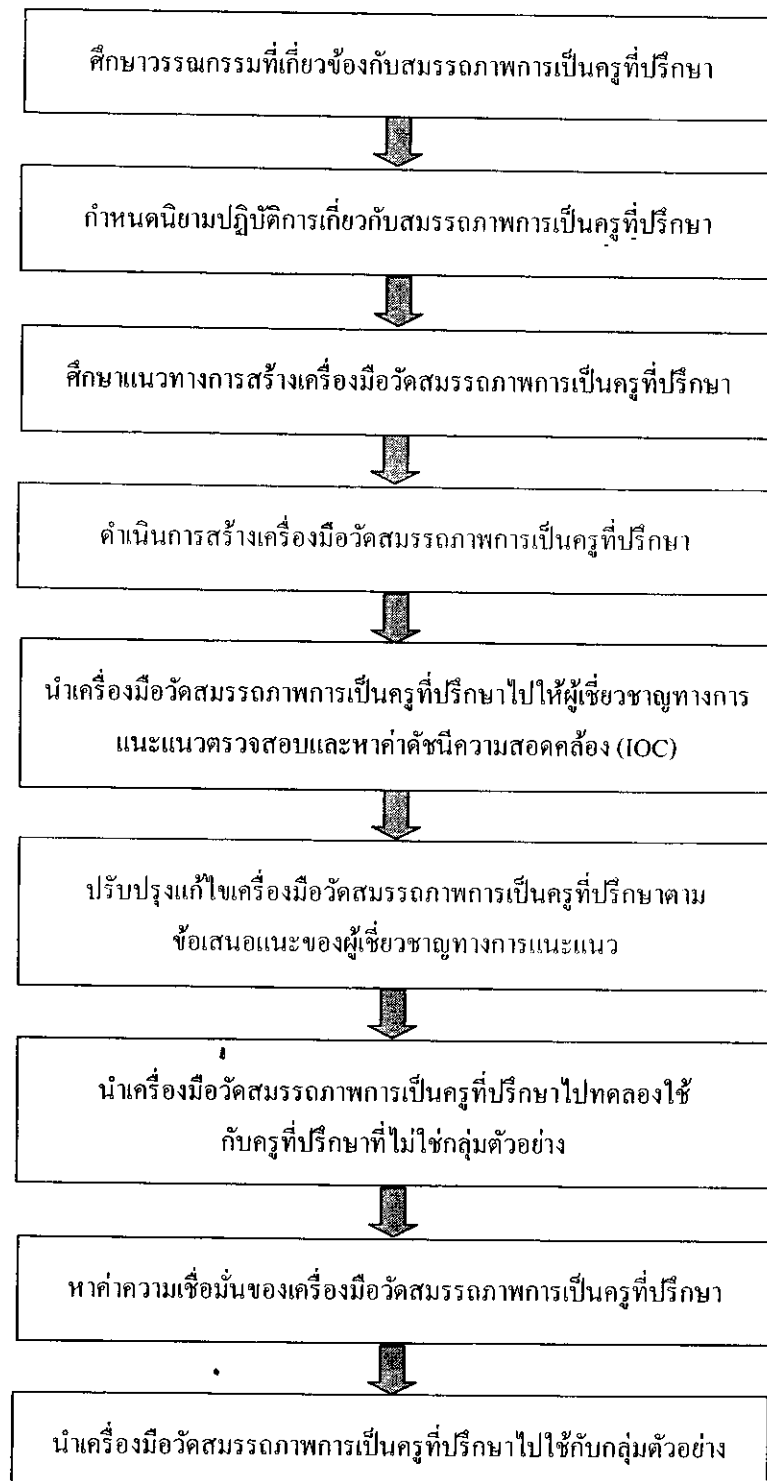 ศึกษาวรรณกรรมที่เกี่ยวข้องกับสมรรถภาพการเป็นครูที่ปรึกษา
กำหนดนิยามปฏิบัติการเกี่ยวกับสมรรถภาพการเป็นครูที่ปรึกษา
ศึกษาแนวทางการสร้างเครื่องมือวัดสมรรถภาพการเป็นครูที่ปรึกษา
ดำเนินการสร้างเครื่องมือวัดสมรรถภาพการเป็นครูที่ปรึกษา
นำเครื่องมือวัดสมรรถภาพการเป็นครูที่ปรึกษาไปให้ผู้เชี่ยวชาญทางการ
แนะแนวตรวจสอบและหาค่าดัชนีความสอดคล้อง (IOC)
ปรับปรุงแก้ไขเครื่องมือวัดสมรรถภาพการเป็นครูที่ปรึกษาตาม
ข้อเสนอแนะของผู้เชี่ยวชาญทางการแนะแนว
นำเครื่องมือวัดสมรรถภาพการเป็นครูที่ปรึกษาไปทดลองใช้
กับครูที่ปรึกษาที่ไม่ใช่กลุ่มตัวอย่าง
หาค่าความเชื่อมั่นของเครื่องมือวัดสมรรถภาพการเป็นครูที่ปรึกษา
นำเครื่องมือวัดสมรรถภาพการเป็นครูที่ปรึกษาไปใช้กับกลุ่มตัวอย่าง